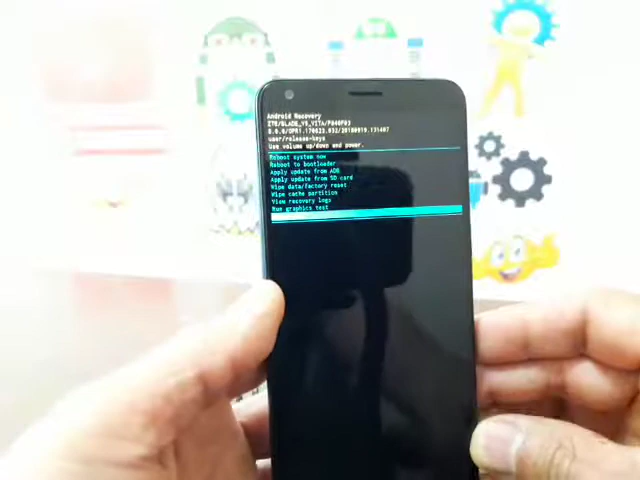 Android Recovery
ZTE/BLADE_V9_VITA/P840F03
8.0.0/OPR1.170623.032/20180919.131407
user/release-keys
Use volume up/down and power.
Reboot system now
Reboot to bootloader
Apply update from ADB
Apply update from SD card
Wipe data/factory reset
Wipe cache partition
View recovery logs
Run graphics test